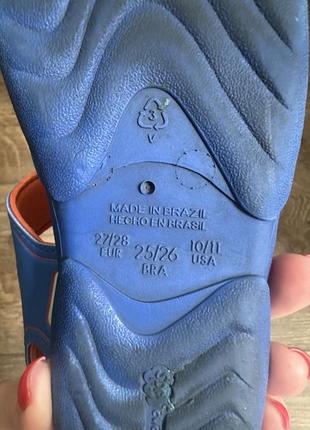 3
V
MADE IN BRAZIL
HECHO EN BRASIL
27/28 25/26 10/11
EUR BRA USA